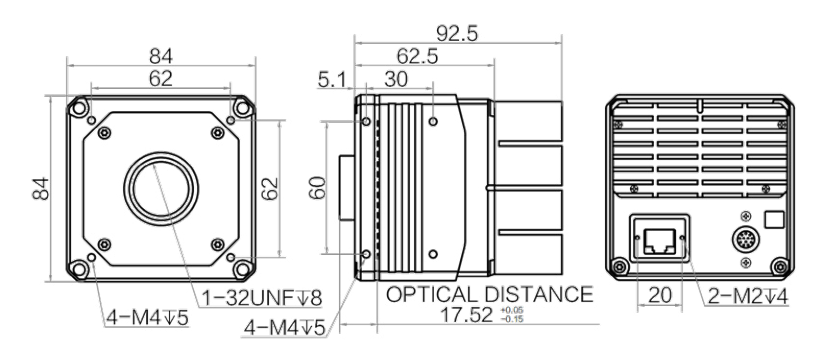 84
62
84
62
1-32UNF↧8
4-M4↧5
92.5
62.5
5.1
30
60
4-M4↧5
OPTICAL DISTANCE
17.52 +0.05
-0.15
20
2-M2↧4